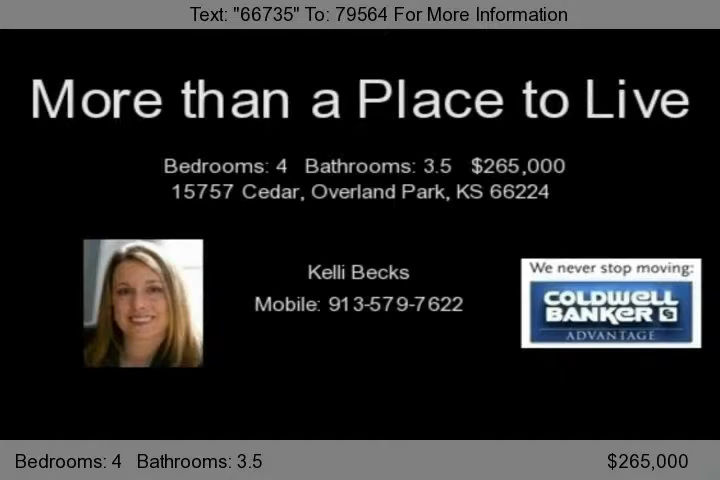 Text: "66735" To: 79564 For More Information
More than a Place to Live
Bedrooms: 4 Bathrooms: 3.5 $265,000
15757 Cedar, Overland Park, KS 66224
Kelli Becks
Mobile: 913-579-7622
We never stop moving:
COLDWELL
BANKER CB
ADVANTAGE
Bedrooms: 4 Bathrooms: 3.5 $265,000